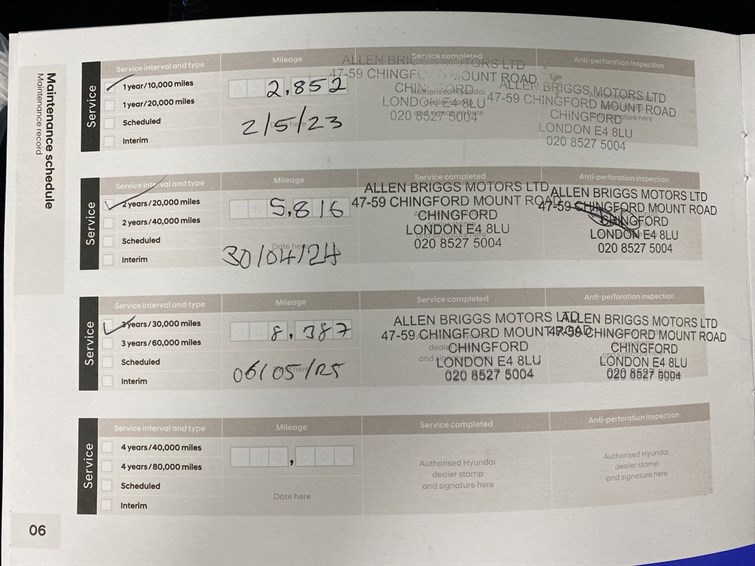 Maintenance schedule
Maintenance record
Service
Service interval and type
Mileage
Service completed
Anti-perforation inspection
1 year/10,000 miles
1 year/20,000 miles
Scheduled
Interim
2,852
2/5/23
ALLEN BRIGGS MOTORS LTD
47-59 CHINGFORD MOUNT ROAD
CHINGFORD
LONDON E4 8LU
020 8527 5004
ALLEN BRIGGS MOTORS LTD
47-59 CHINGFORD MOUNT ROAD
CHINGFORD
LONDON E4 8LU
020 8527 5004
Service
Service interval and type
Mileage
Service completed
Anti-perforation inspection
2 years/20,000 miles
2 years/40,000 miles
Scheduled
Interim
5,816
Date here
30/04/24
ALLEN BRIGGS MOTORS LTD
47-59 CHINGFORD MOUNT ROAD
CHINGFORD
LONDON E4 8LU
020 8527 5004
ALLEN BRIGGS MOTORS LTD
47-59 CHINGFORD MOUNT ROAD
CHINGFORD
LONDON E4 8LU
020 8527 5004
Service
Service interval and type
Mileage
Service completed
Anti-perforation inspection
3 years/30,000 miles
3 years/60,000 miles
Scheduled
Interim
8,387
06/05/25
ALLEN BRIGGS MOTORS LTD
47-59 CHINGFORD MOUNT ROAD
CHINGFORD
LONDON E4 8LU
020 8527 5004
ALLEN BRIGGS MOTORS LTD
47-59 CHINGFORD MOUNT ROAD
CHINGFORD
LONDON E4 8LU
020 8527 5004
Service
Service interval and type
Mileage
Service completed
Anti-perforation inspection
4 years/40,000 miles
4 years/80,000 miles
Scheduled
Interim
Date here
Authorised Hyundai
dealer stamp
and signature here
Authorised Hyundai
dealer stamp
and signature here
06